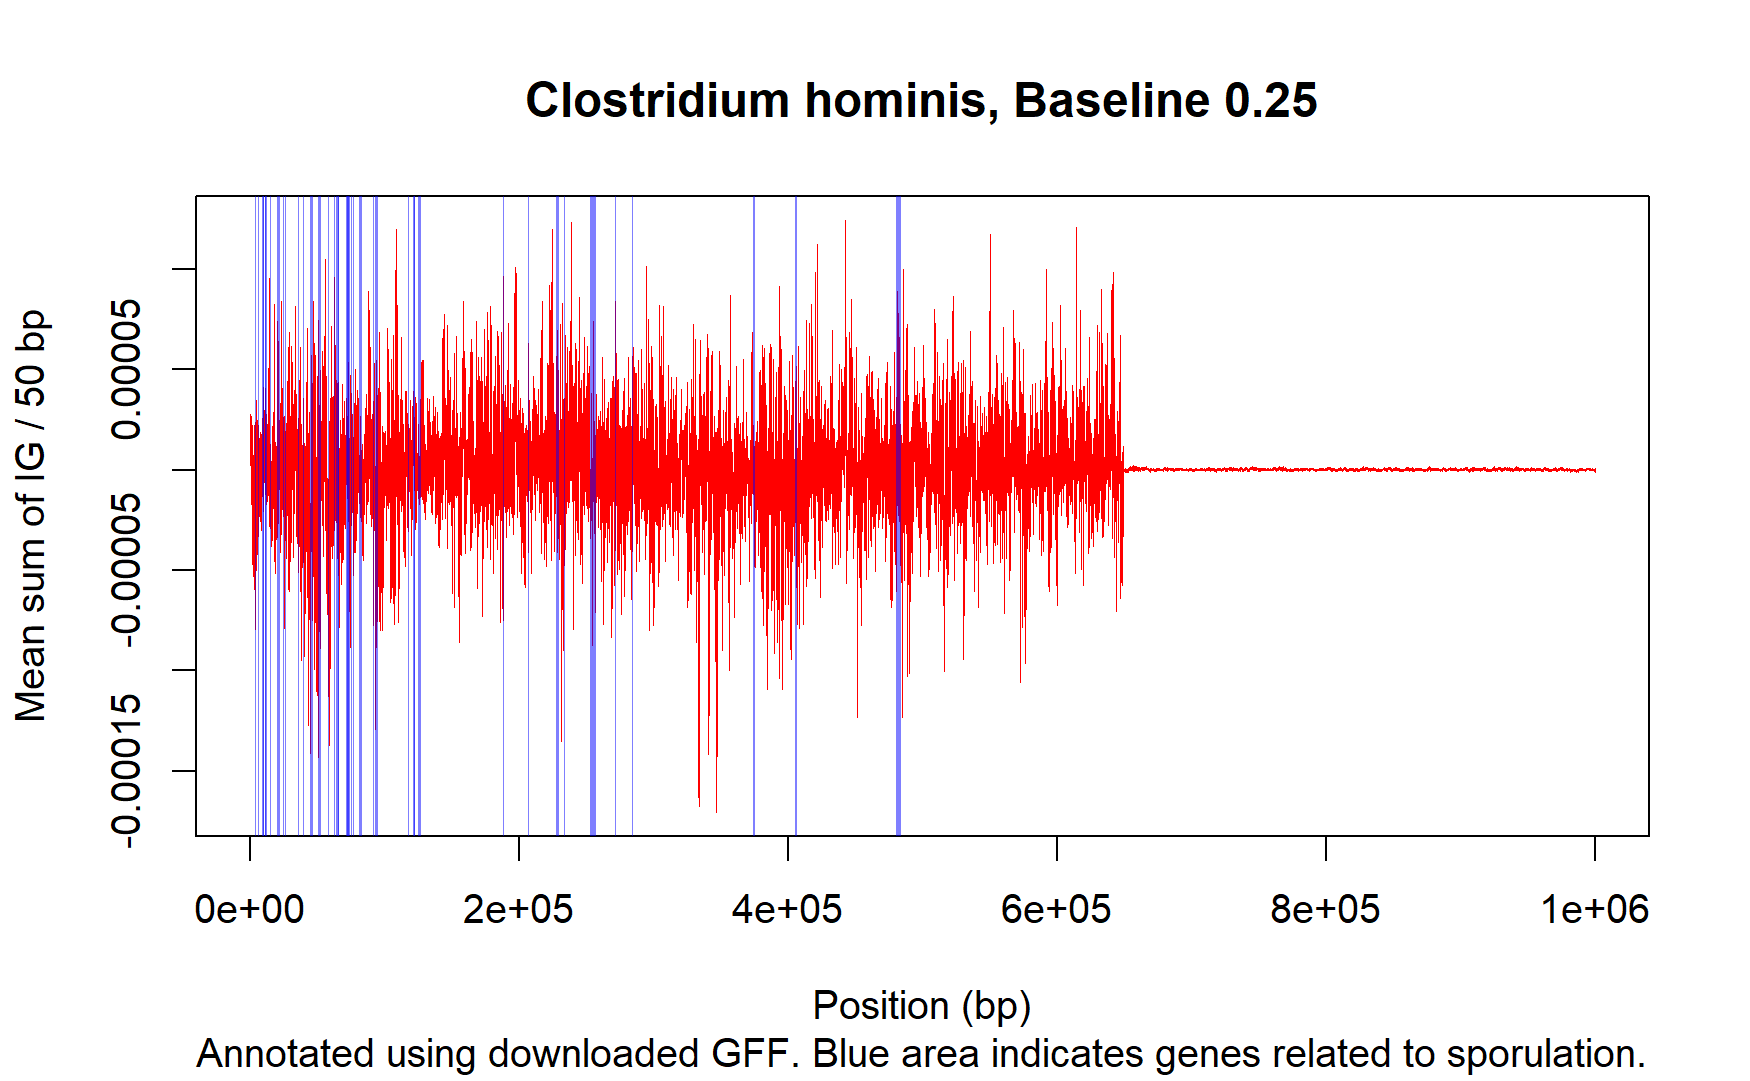 Clostridium hominis, Baseline 0.25
Mean sum of IG / 50 bp
0.00005
-0.00005
-0.00015
0e+00 2e+05 4e+05 6e+05 8e+05 1e+06
Position (bp)
Annotated using downloaded GFF. Blue area indicates genes related to sporulation.